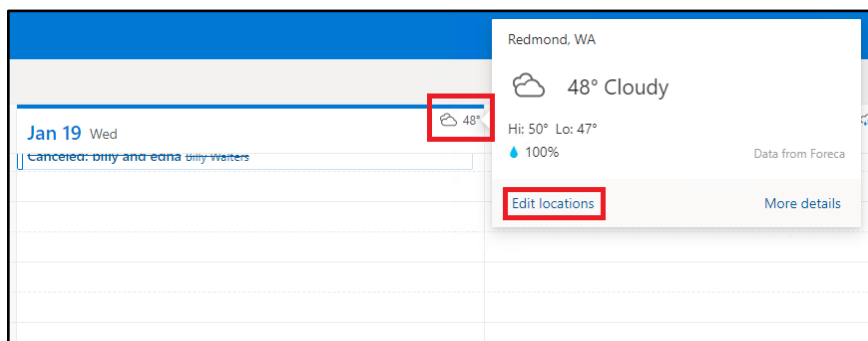 Redmond, WA
48° Cloudy
Jan 19 Wed
48°
Hi: 50° Lo: 47°
100%
Data from Foreca
Canceled: billy and edna Billy Walters
Edit locations
More details